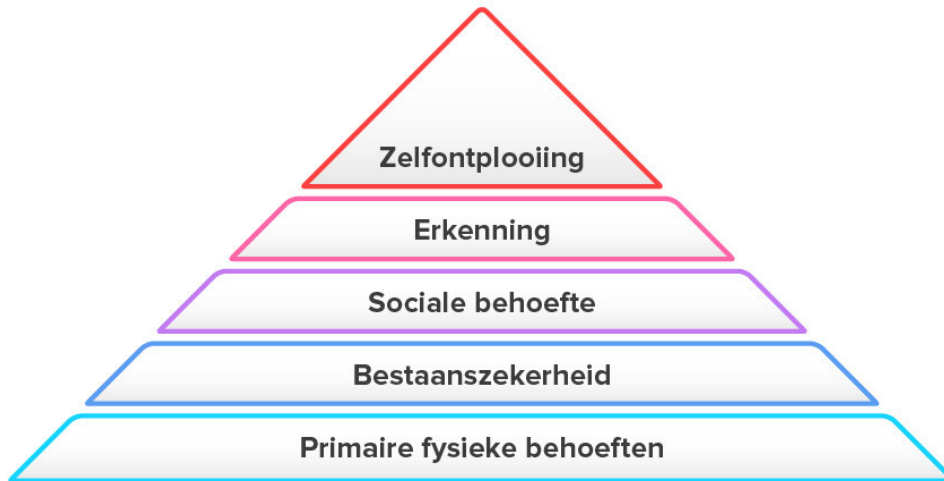 Zelfontplooiing
Erkenning
Sociale behoefte
Bestaanszekerheid
Primaire fysieke behoeften